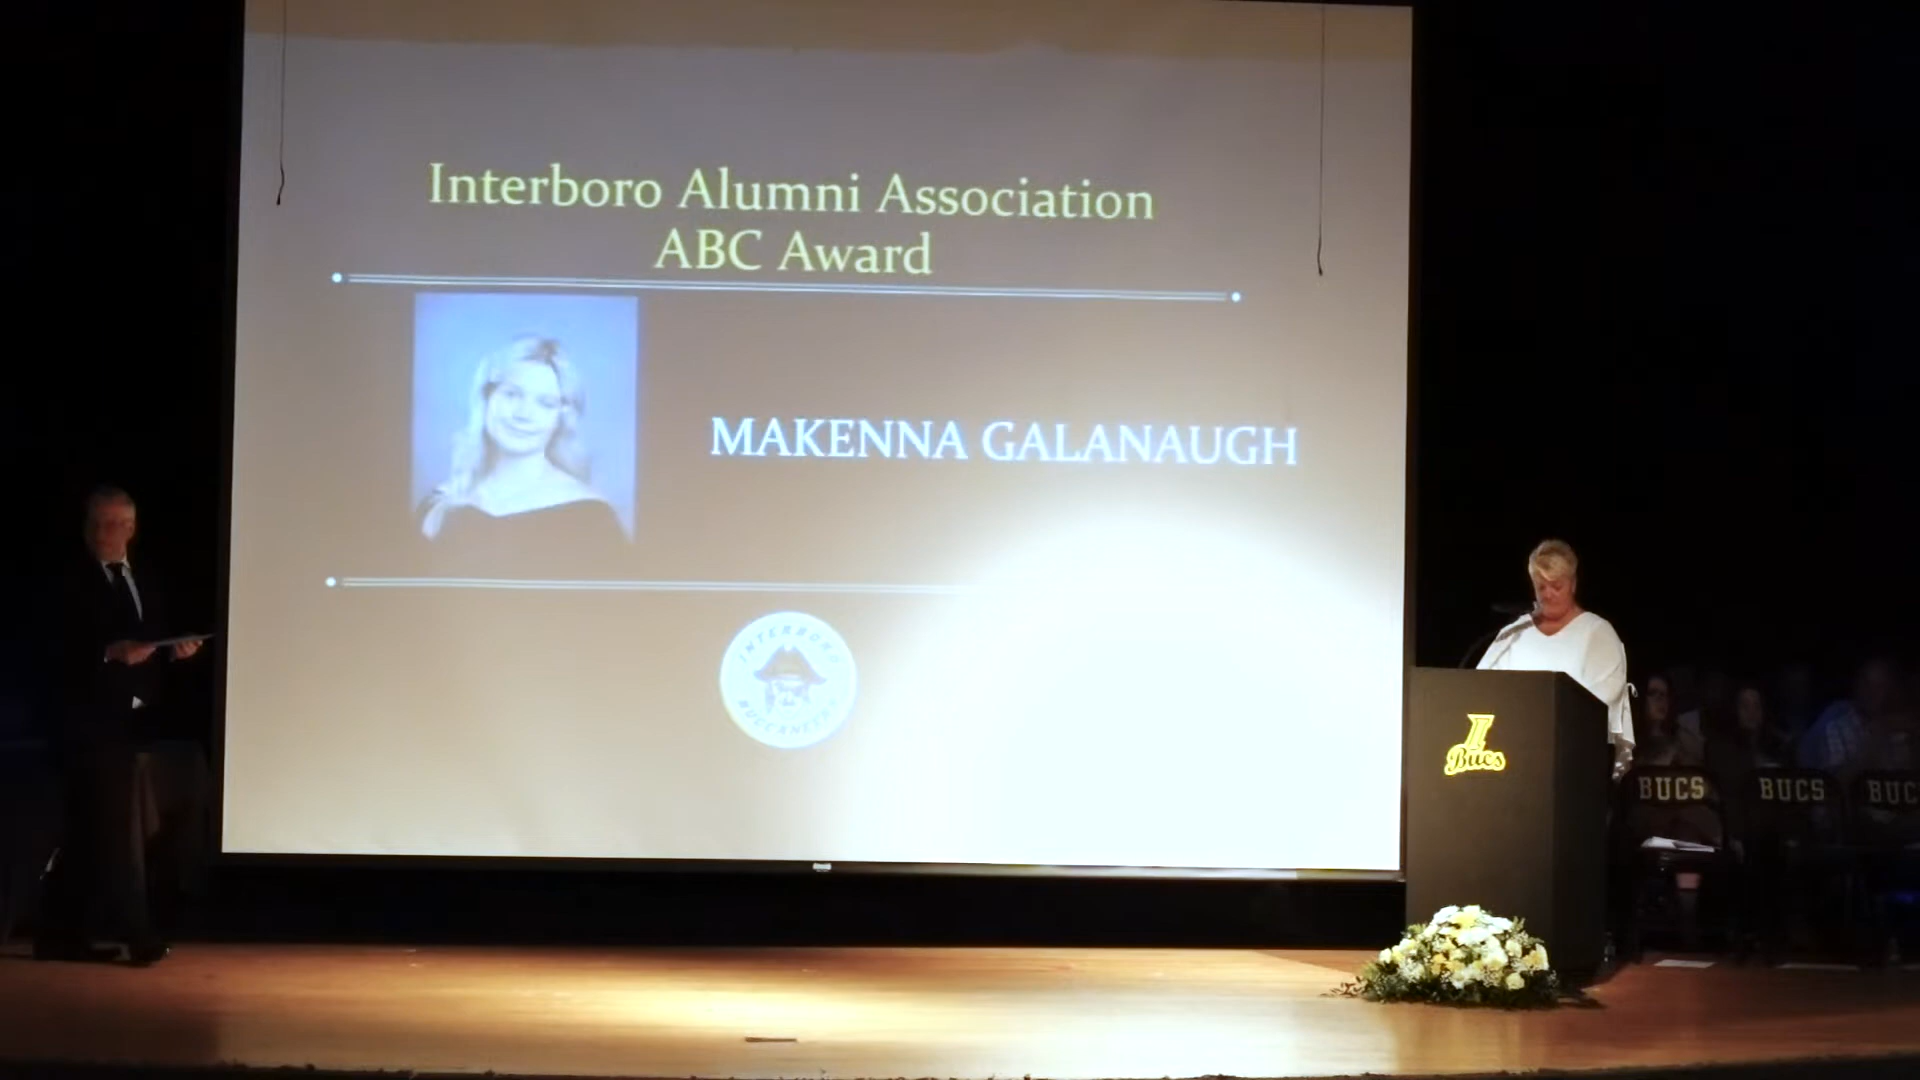 Interboro Alumni Association
ABC Award
MAKENNA GALANAUGH
INTERBORO
BUCCANEERS
I
Bucs
BUCS
BUCS
BUC